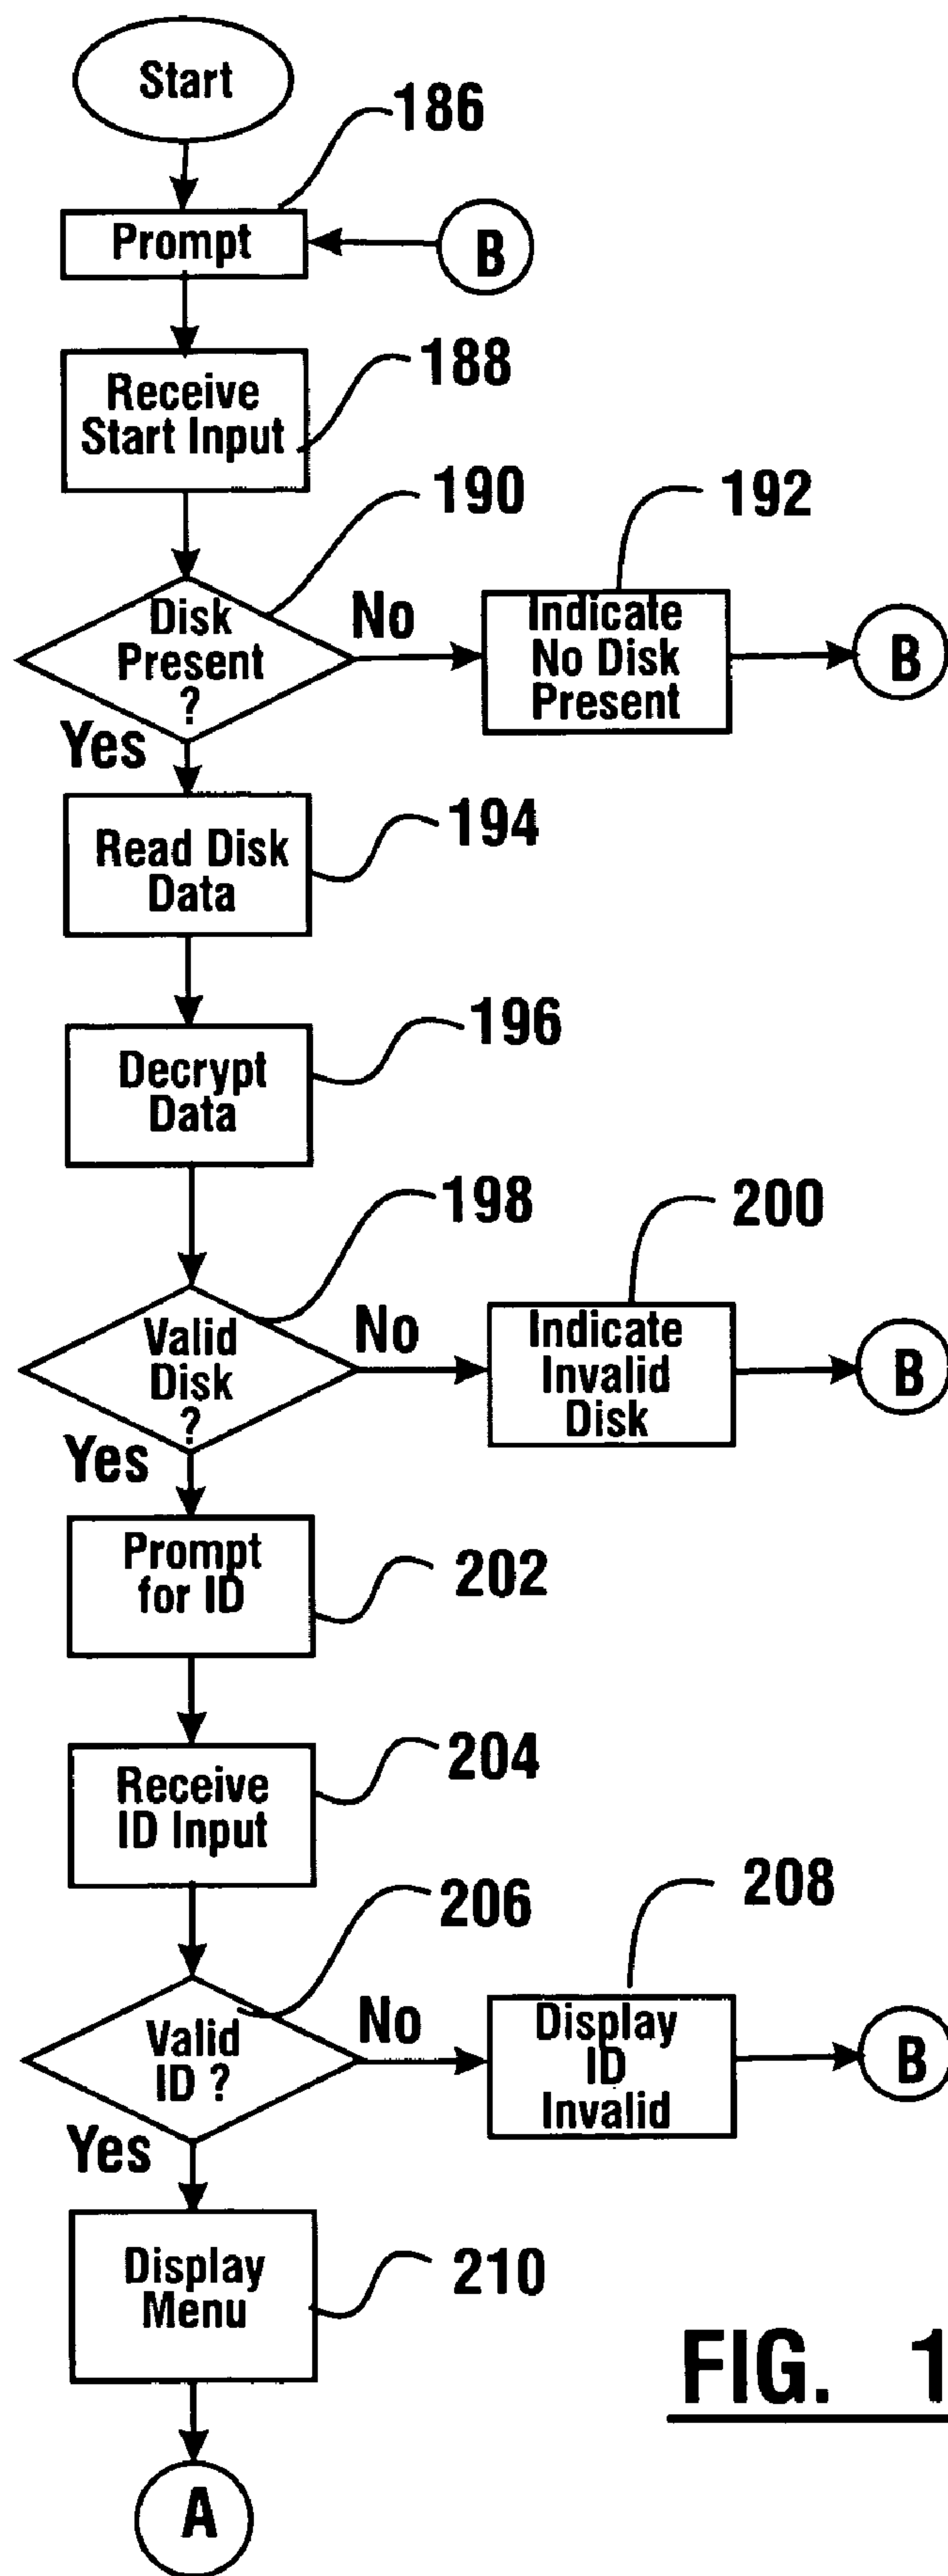 Start
186
Prompt
B
188
Receive
Start Input
190
192
Disk
Present
?
No
Indicate
No Disk
Present
B
Yes
194
Read Disk
Data
196
Decrypt
Data
198
200
Valid
Disk
?
No
Indicate
Invalid
Disk
B
Yes
Prompt
for ID
202
204
Receive
ID Input
206
208
Valid
ID ?
No
Display
ID
Invalid
B
Yes
Display
Menu
210
FIG. 1
A